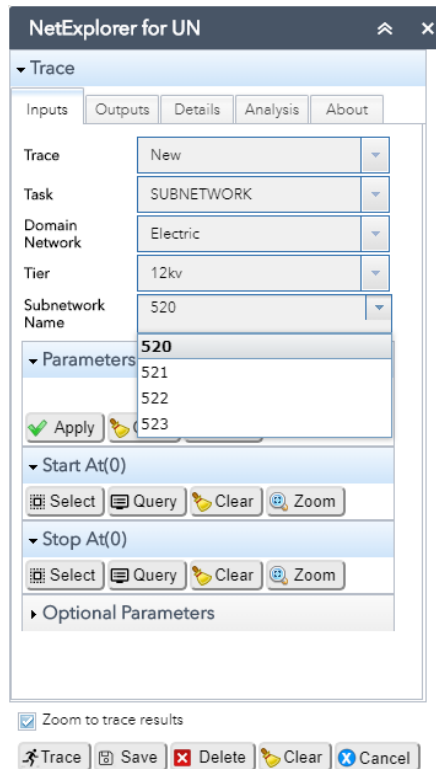 NetExplorer for UN
Trace
Inputs Outputs Details Analysis About
Trace New
Task SUBNETWORK
Domain Network Electric
Tier 12kv
Subnetwork Name 520
520
521
522
523
Parameters
Apply
Start At(0)
Select Query Clear Zoom
Stop At(0)
Select Query Clear Zoom
Optional Parameters
Zoom to trace results
Trace Save Delete Clear Cancel